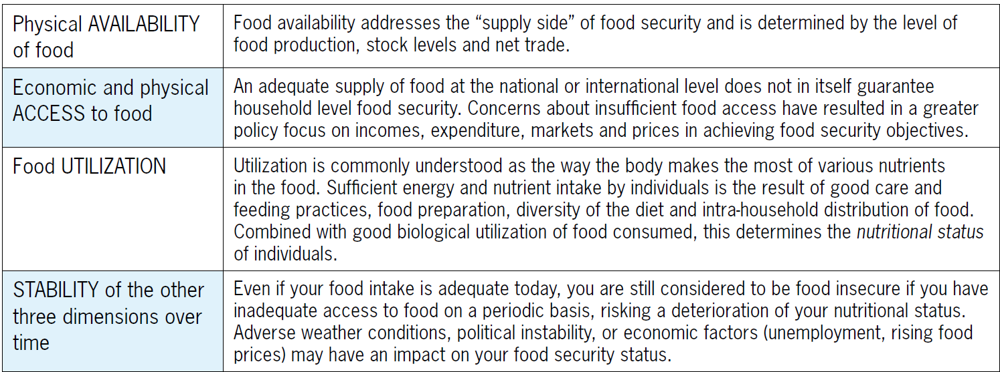 Physical AVAILABILITY
of food
Food availability addresses the “supply side” of food security and is determined by the level of
food production, stock levels and net trade.
Economic and physical
ACCESS to food
An adequate supply of food at the national or international level does not in itself guarantee
household level food security. Concerns about insufficient food access have resulted in a greater
policy focus on incomes, expenditure, markets and prices in achieving food security objectives.
Food UTILIZATION
Utilization is commonly understood as the way the body makes the most of various nutrients
in the food. Sufficient energy and nutrient intake by individuals is the result of good care and
feeding practices, food preparation, diversity of the diet and intra-household distribution of food.
Combined with good biological utilization of food consumed, this determines the nutritional status
of individuals.
STABILITY of the other
three dimensions over
time
Even if your food intake is adequate today, you are still considered to be food insecure if you have
inadequate access to food on a periodic basis, risking a deterioration of your nutritional status.
Adverse weather conditions, political instability, or economic factors (unemployment, rising food
prices) may have an impact on your food security status.